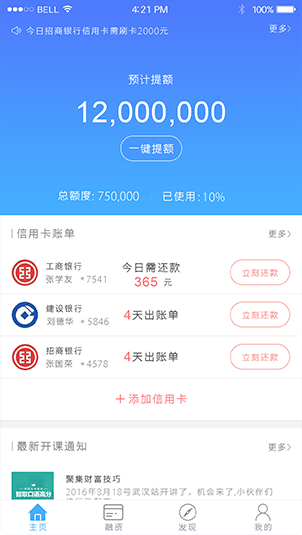 BELL 4:21 PM 100%
今日招商银行信用卡需刷卡2000元 更多>
预计提额
12,000,000
一键提额
总额度: 750,000 已使用: 10%
信用卡账单 更多>
工商银行
张学友 *7541
今日需还款
365 元
立刻还款
建设银行
刘德华 *5846
4天出账单
立刻还款
招商银行
张国荣 *4578
4天出账单
立刻还款
+添加信用卡
最新开课通知 更多>
智取口语高分
聚集财富技巧
2016年8月18号武汉站开讲了，机会来了,小伙伴们
主页 融资 发现 我的